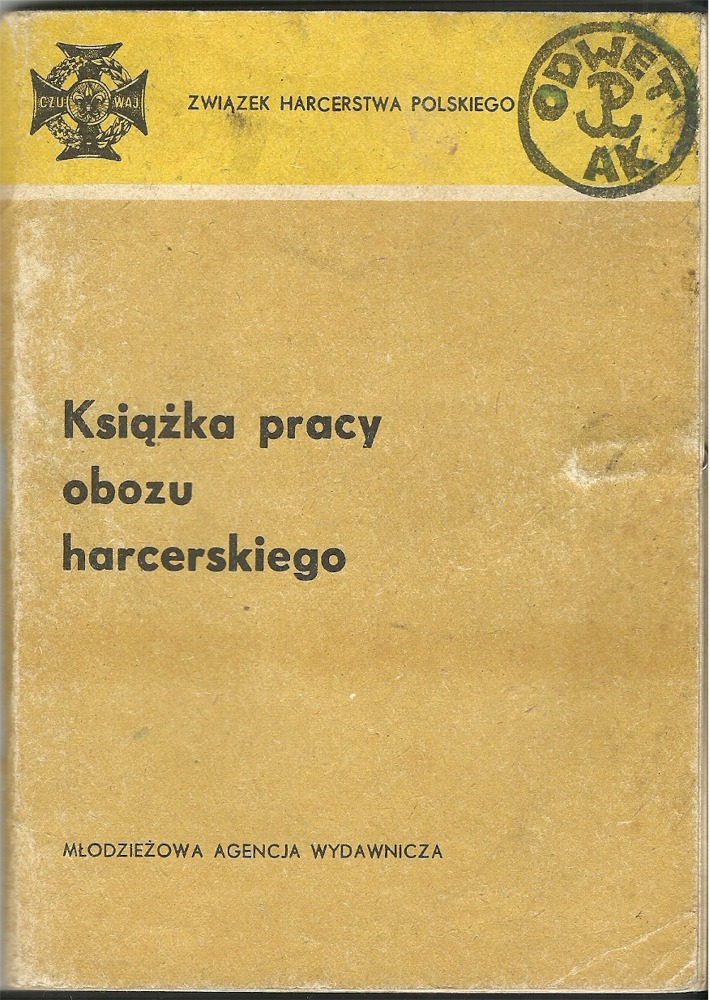 CZUWAJ
ZWIĄZEK HARCERSTWA POLSKIEGO
ODWET
AK
Książka pracy
obozu
harcerskiego
MŁODZIEŻOWA AGENCJA WYDAWNICZA